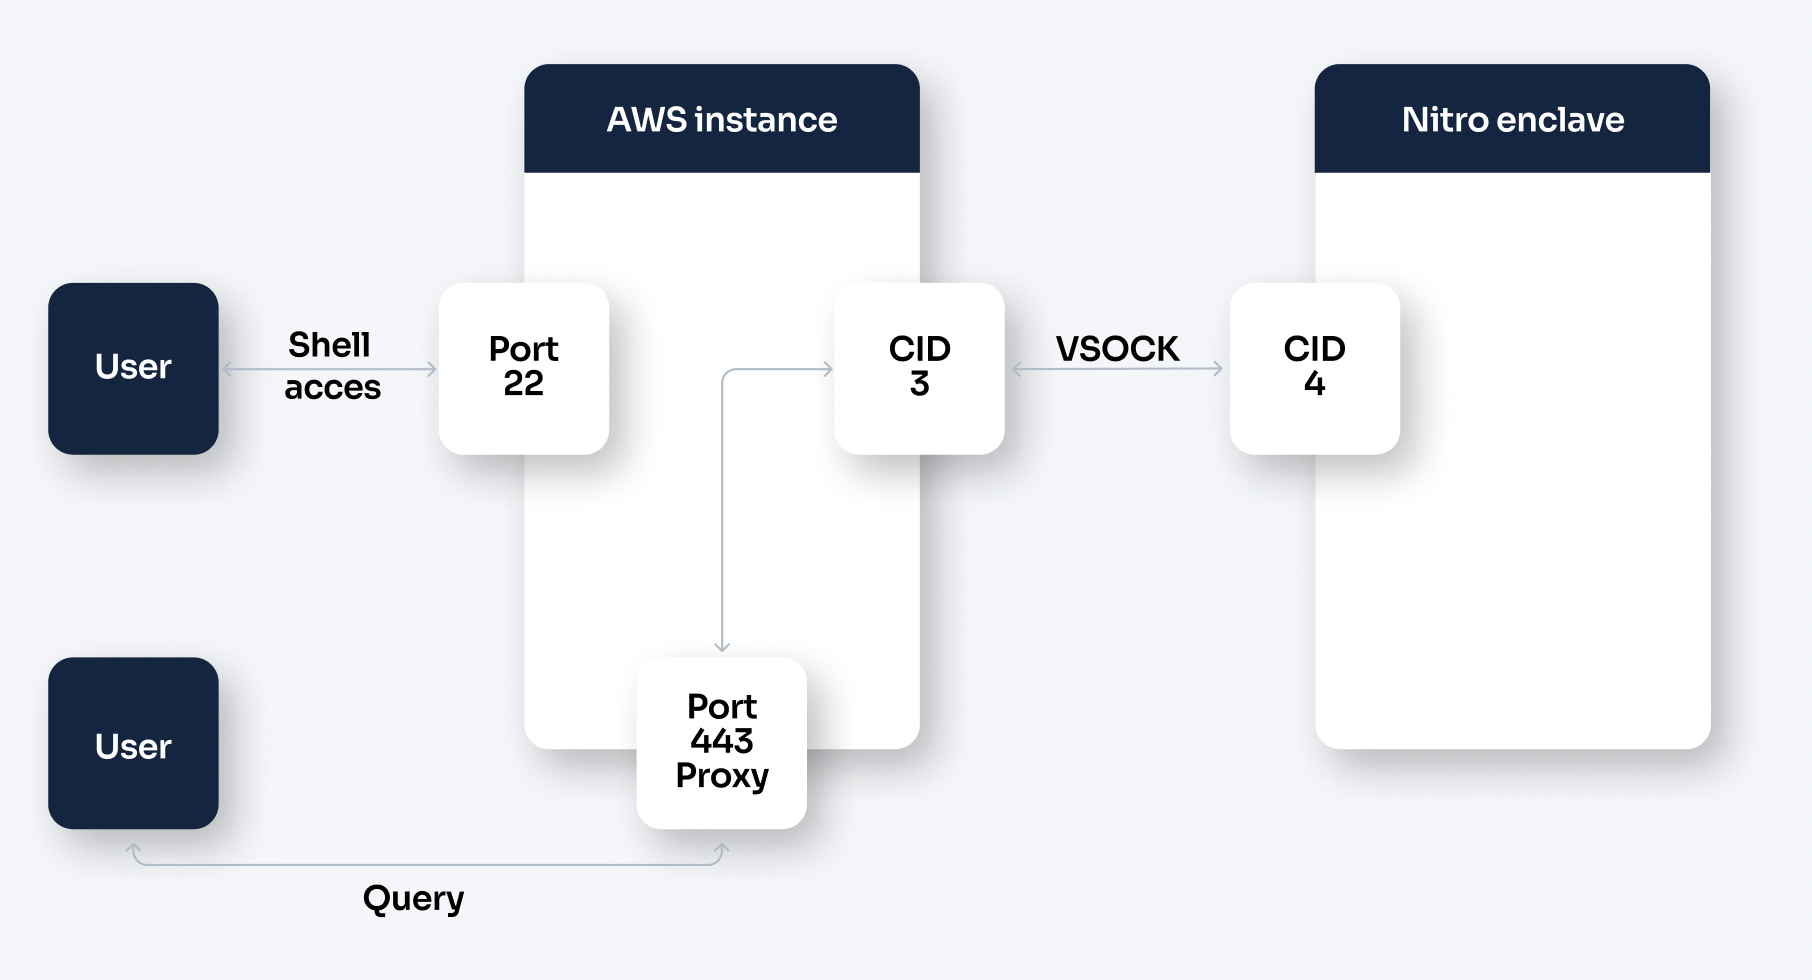 AWS instance
Nitro enclave
User
Shell
acces
Port
22
CID
3
VSOCK
CID
4
User
Port
443
Proxy
Query